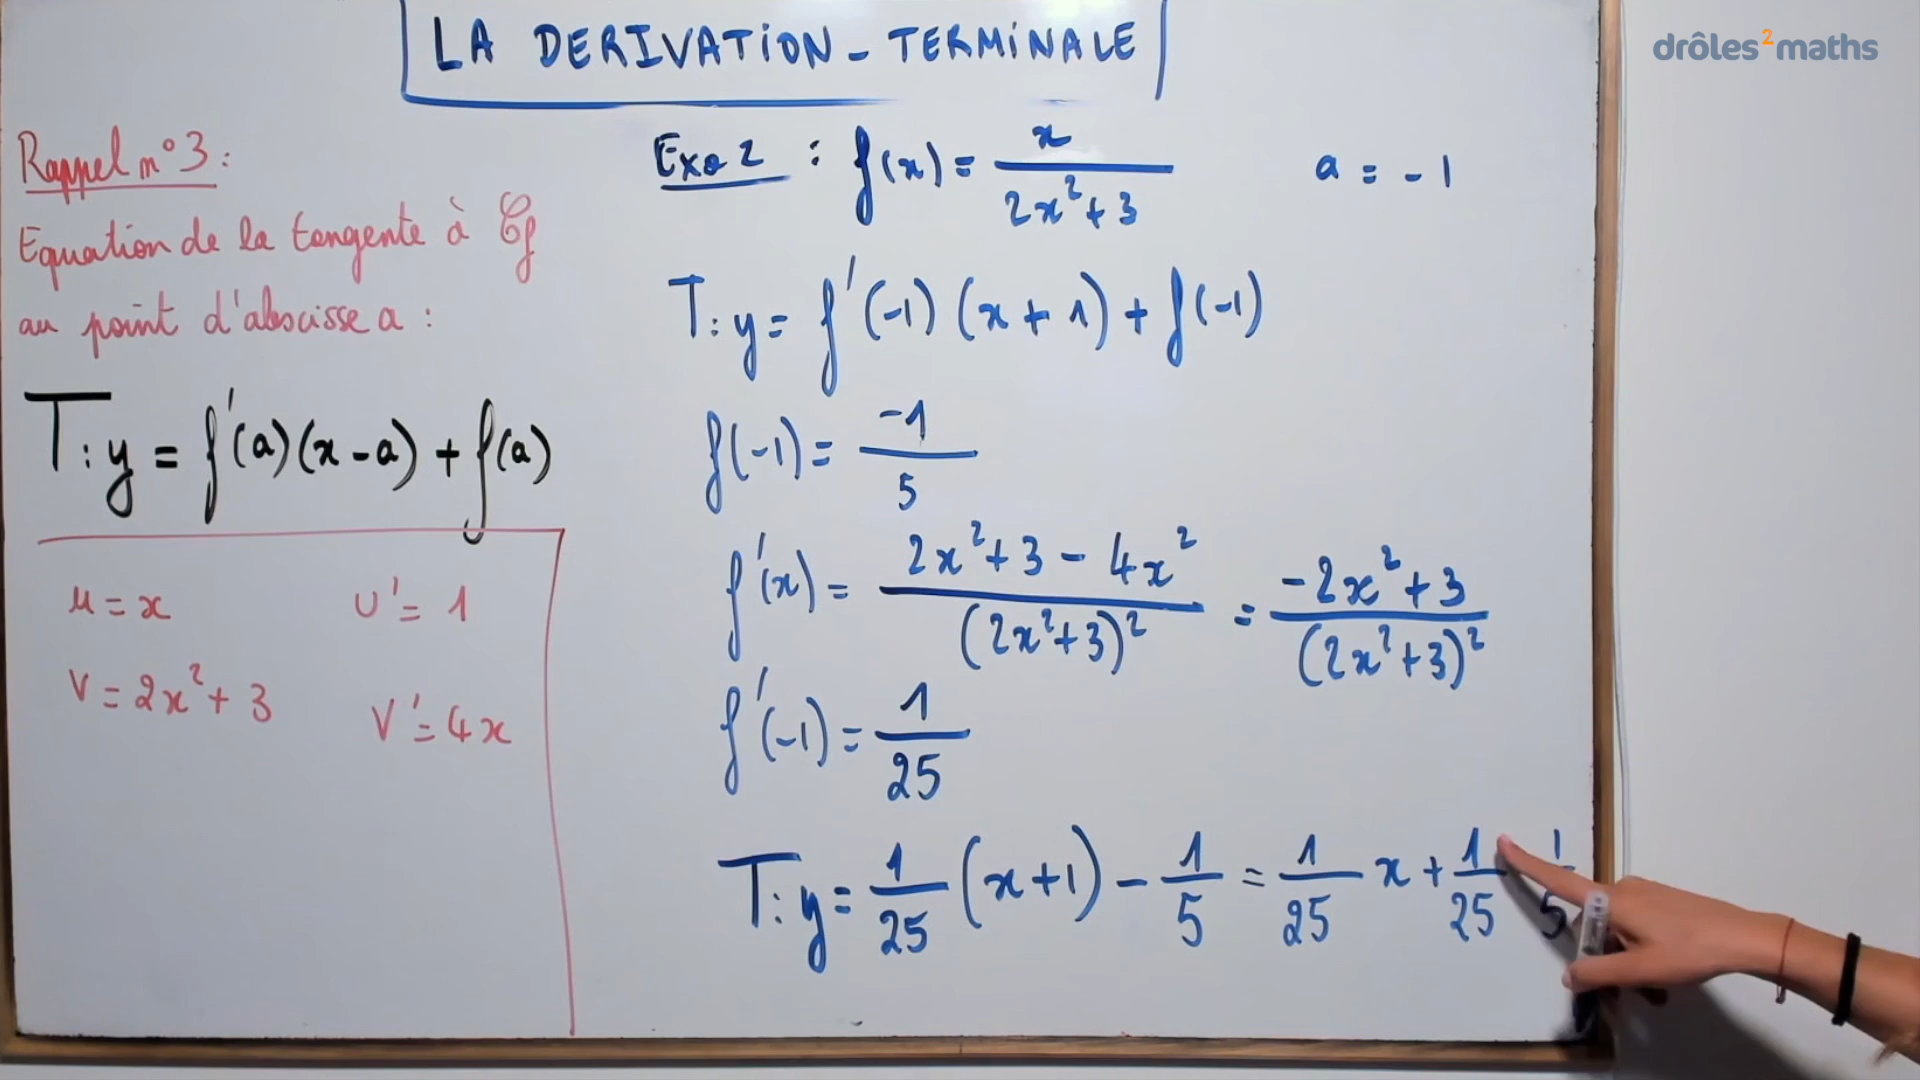 LA DERIVATION - TERMINALE
drôles²maths
Rappel n°3 :
Equation de la tangente à Cf
au point d'abscisse a :
T : y = f'(a)(x-a) + f(a)
u = x    U' = 1
V = 2x² + 3    V' = 4x
Exo 2 : f(x) = x / (2x² + 3)    a = -1
T : y = f'(-1)(x + 1) + f(-1)
f(-1) = -1 / 5
f'(x) = (2x² + 3 - 4x²) / (2x² + 3)² = (-2x² + 3) / (2x² + 3)²
f'(-1) = 1 / 25
T : y = 1/25 (x+1) - 1/5 = 1/25 x + 1/25 1/5